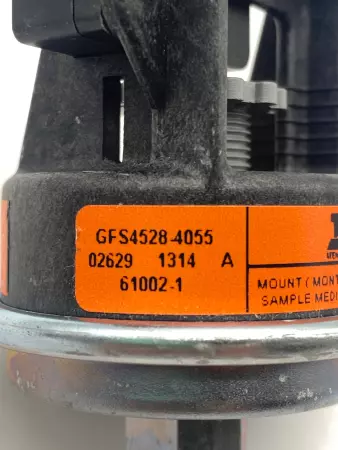 GFS4528-4055
02629 1314 A
61002-1
MOUNT / MONT
SAMPLE MEDI